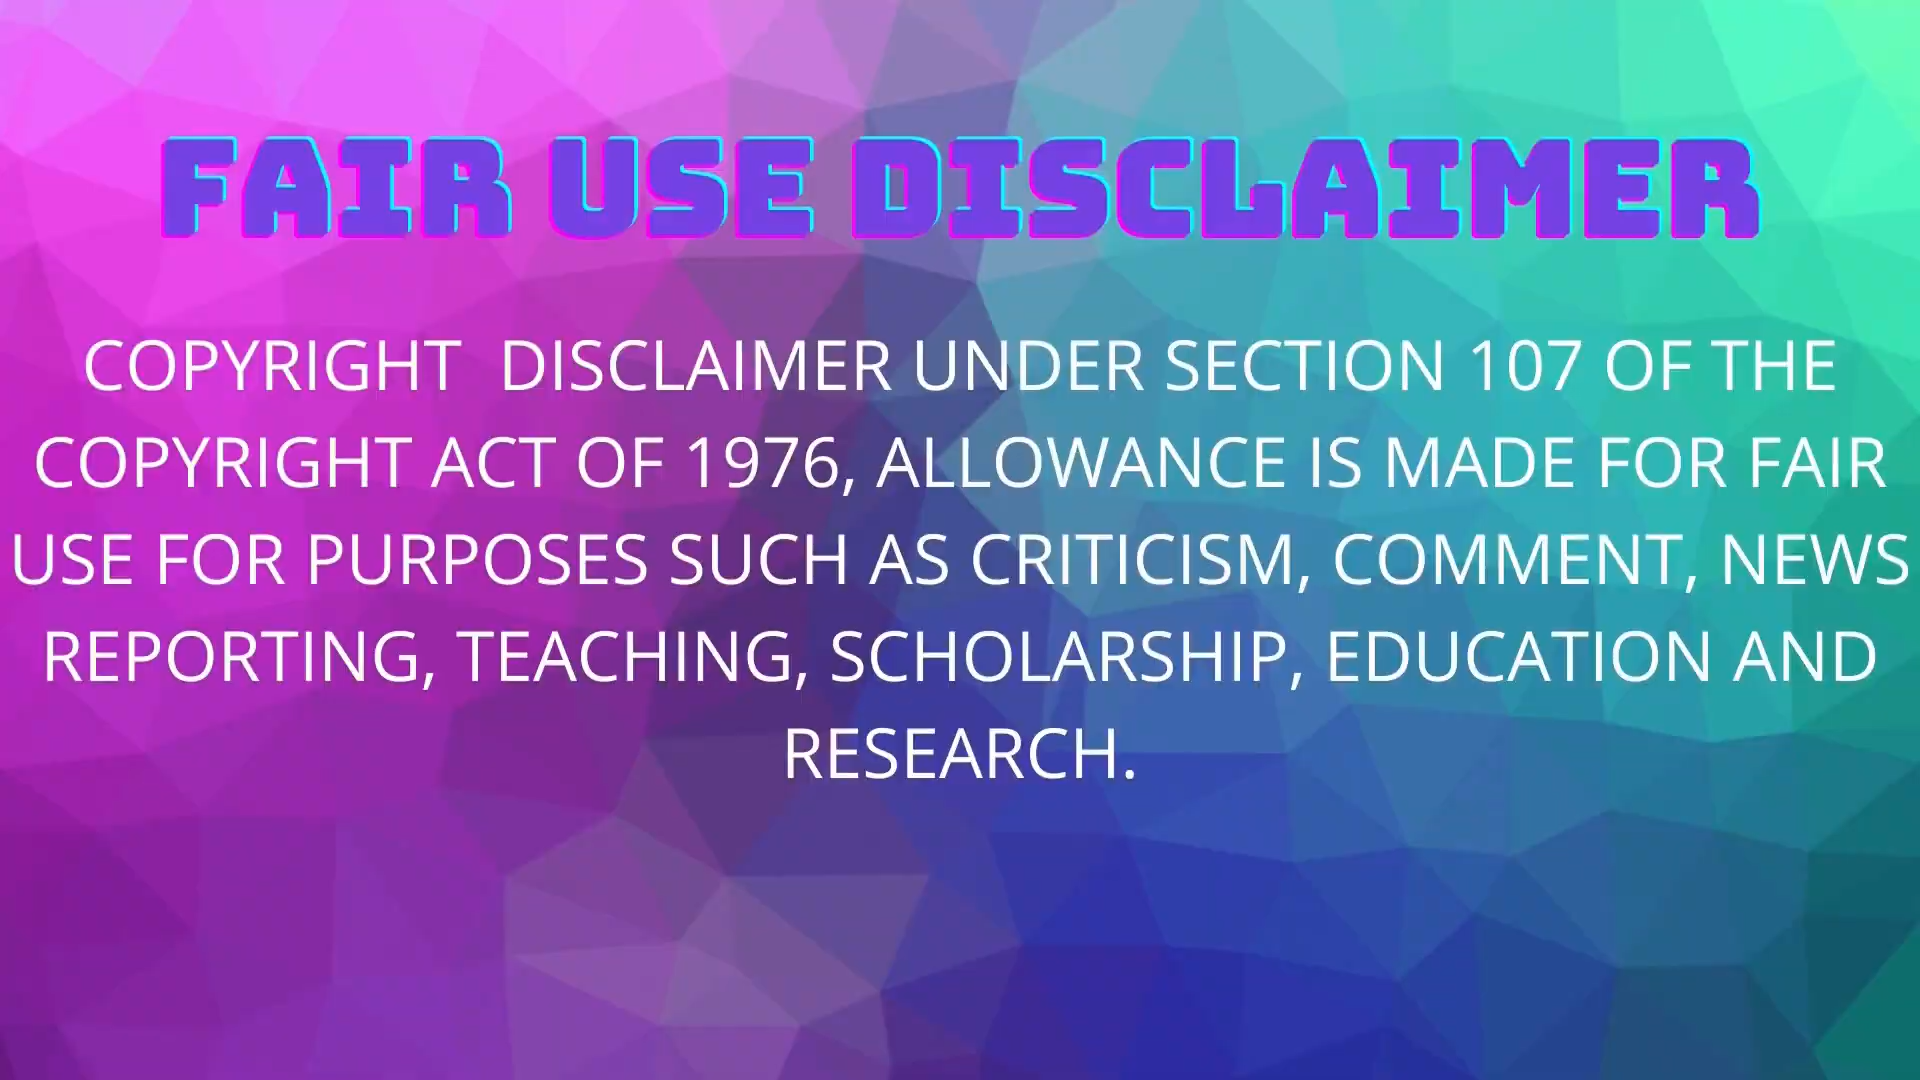 FAIR USE DISCLAIMER
COPYRIGHT  DISCLAIMER UNDER SECTION 107 OF THE
COPYRIGHT ACT OF 1976, ALLOWANCE IS MADE FOR FAIR
USE FOR PURPOSES SUCH AS CRITICISM, COMMENT, NEWS
REPORTING, TEACHING, SCHOLARSHIP, EDUCATION AND
RESEARCH.